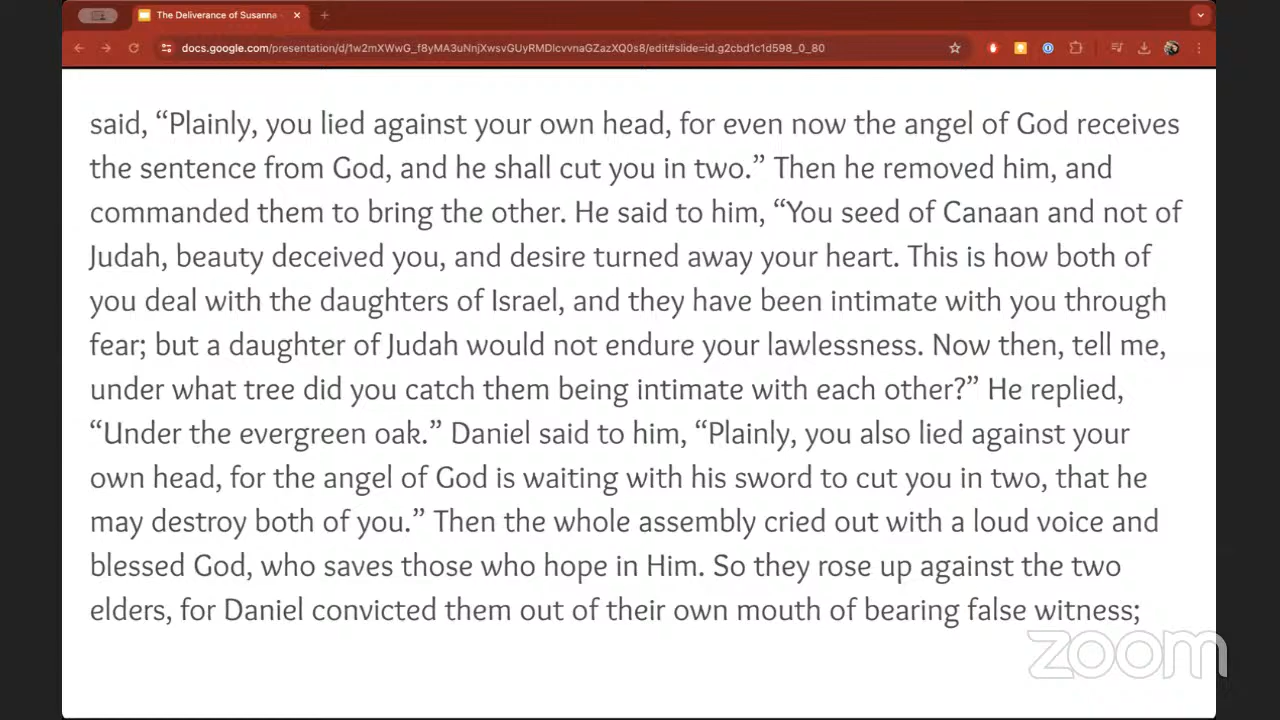 The Deliverance of Susanna
docs.google.com/presentation/d/1w2mXWwG_f8yMA3uNnjXwsvGUyRMDlcvvnaGZazXQ0s8/edit#slide=id.g2cbd1c1d598_0_80
said, “Plainly, you lied against your own head, for even now the angel of God receives
the sentence from God, and he shall cut you in two.” Then he removed him, and
commanded them to bring the other. He said to him, “You seed of Canaan and not of
Judah, beauty deceived you, and desire turned away your heart. This is how both of
you deal with the daughters of Israel, and they have been intimate with you through
fear; but a daughter of Judah would not endure your lawlessness. Now then, tell me,
under what tree did you catch them being intimate with each other?” He replied,
“Under the evergreen oak.” Daniel said to him, “Plainly, you also lied against your
own head, for the angel of God is waiting with his sword to cut you in two, that he
may destroy both of you.” Then the whole assembly cried out with a loud voice and
blessed God, who saves those who hope in Him. So they rose up against the two
elders, for Daniel convicted them out of their own mouth of bearing false witness;
zoom